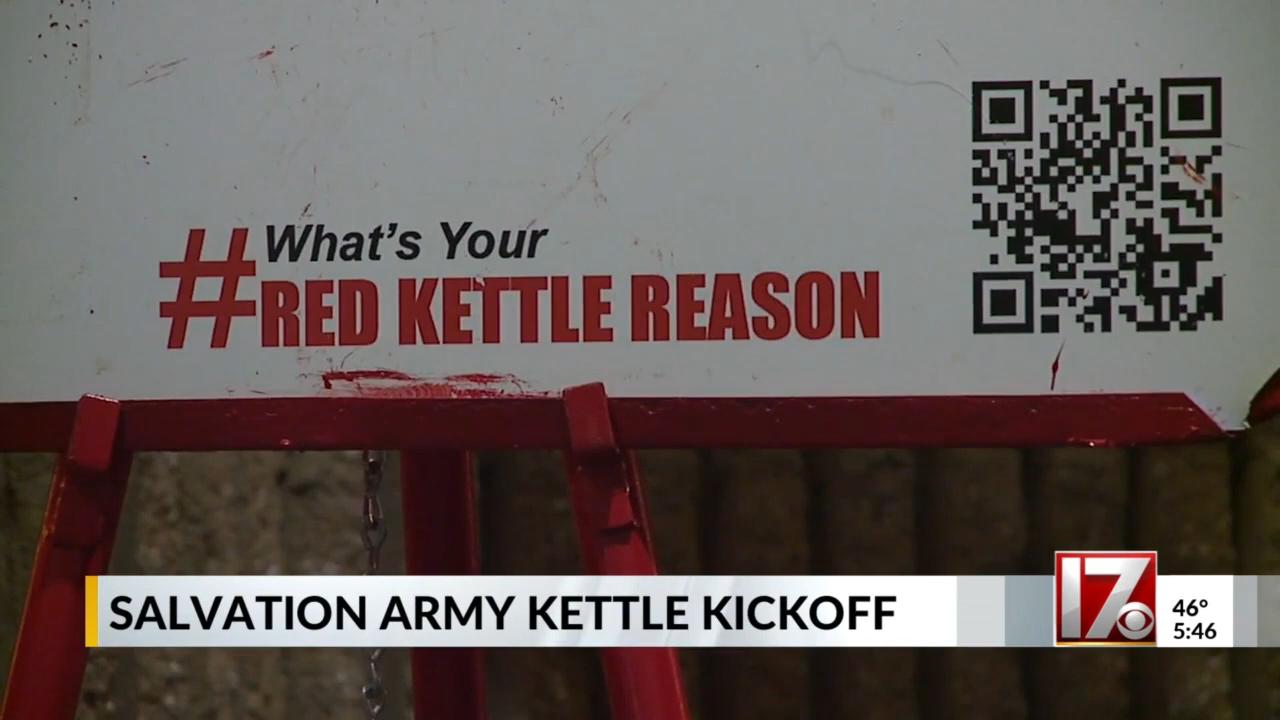 #What's Your
RED KETTLE REASON
SALVATION ARMY KETTLE KICKOFF
17
46°
5:46